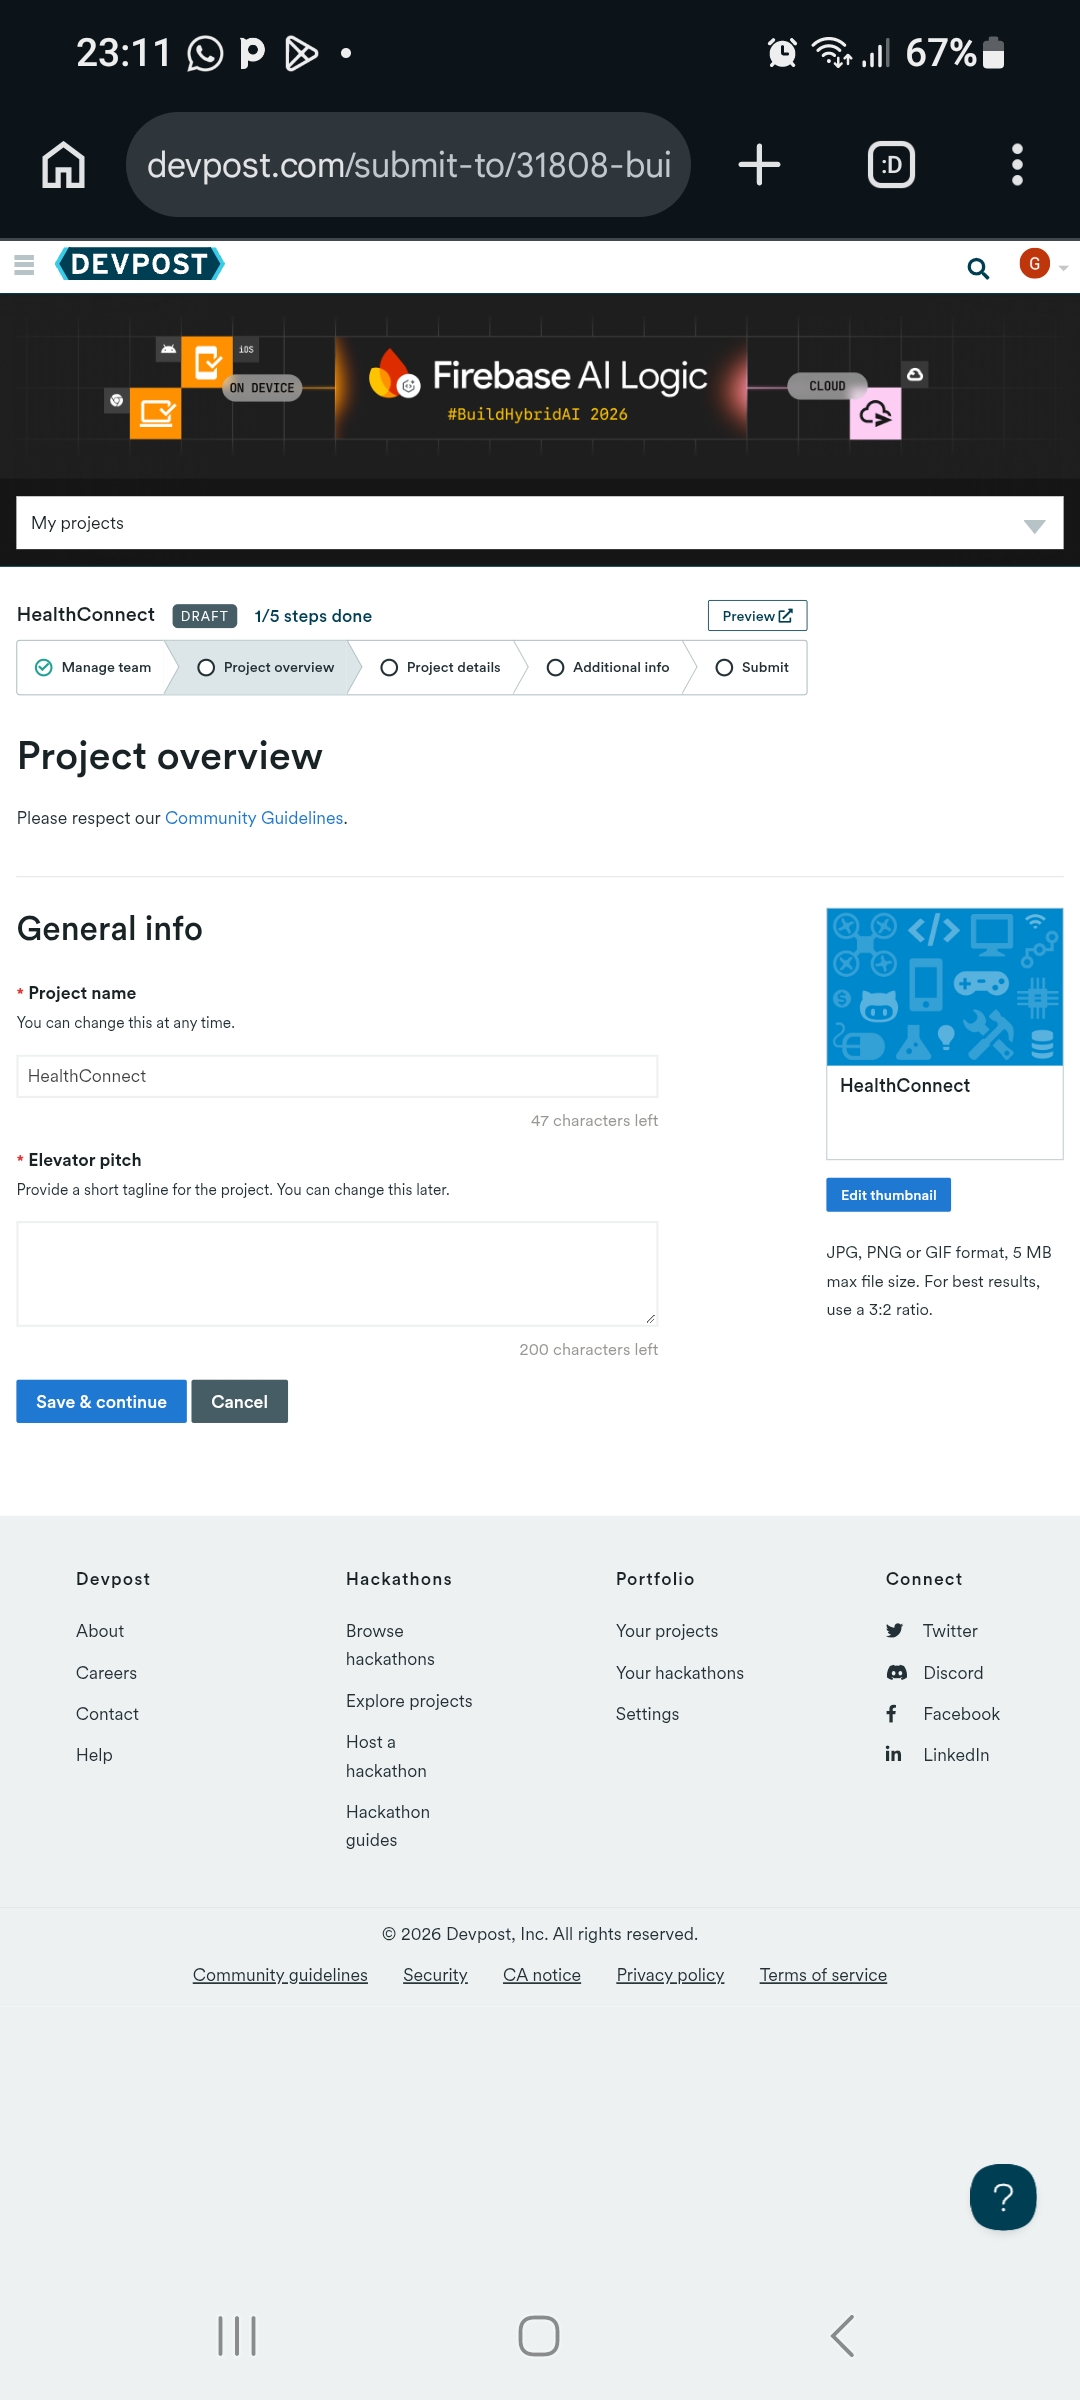 23:11
67%
devpost.com/submit-to/31808-bui
:D
DEVPOST
G
iOS
ON DEVICE
Firebase AI Logic
CLOUD
#BuildHybridAI 2026
My projects
HealthConnect DRAFT 1/5 steps done Preview
Manage team Project overview Project details Additional info Submit
Project overview
Please respect our Community Guidelines.
General info
* Project name
You can change this at any time.
HealthConnect
47 characters left
* Elevator pitch
Provide a short tagline for the project. You can change this later.
200 characters left
Save & continue Cancel
HealthConnect
Edit thumbnail
JPG, PNG or GIF format, 5 MB
max file size. For best results,
use a 3:2 ratio.
Devpost
About
Careers
Contact
Help
Hackathons
Browse
hackathons
Explore projects
Host a
hackathon
Hackathon
guides
Portfolio
Your projects
Your hackathons
Settings
Connect
Twitter
Discord
Facebook
LinkedIn
© 2026 Devpost, Inc. All rights reserved.
Community guidelines Security CA notice Privacy policy Terms of service
?